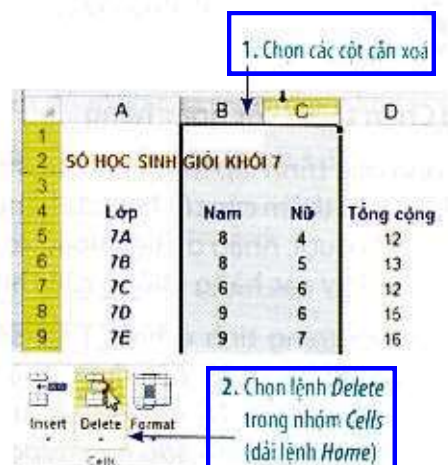 1. Chọn các cột cần xoá
A B C D
1
2 SỐ HỌC SINH GIỎI KHỐI 7
3
4 Lớp Nam Nữ Tổng cộng
5 7A 8 4 12
6 7B 8 5 13
7 7C 6 6 12
8 7D 9 6 15
9 7E 9 7 16
Insert Delete Format
Cells
2. Chọn lệnh Delete
trong nhóm Cells
(dải lệnh Home)